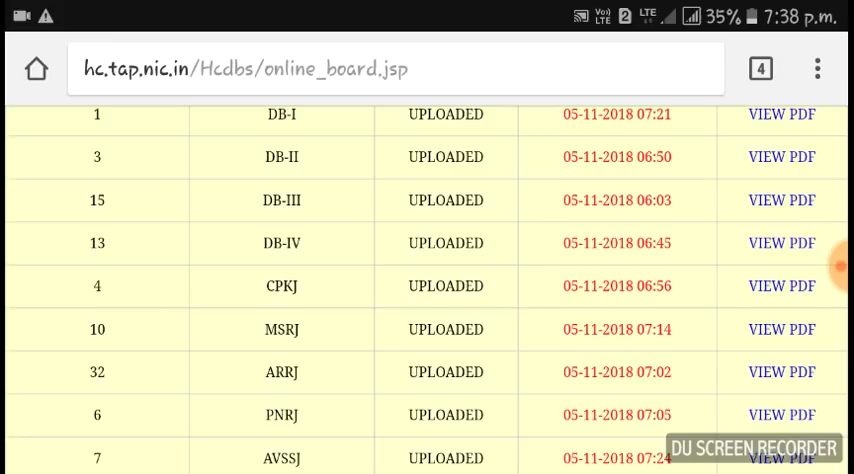 Vo) LTE 2 LTE 35% 7:38 p.m.
hc.tap.nic.in/Hcdbs/online_board.jsp 4
1 DB-I UPLOADED 05-11-2018 07:21 VIEW PDF
3 DB-II UPLOADED 05-11-2018 06:50 VIEW PDF
15 DB-III UPLOADED 05-11-2018 06:03 VIEW PDF
13 DB-IV UPLOADED 05-11-2018 06:45 VIEW PDF
4 CPKJ UPLOADED 05-11-2018 06:56 VIEW PDF
10 MSRJ UPLOADED 05-11-2018 07:14 VIEW PDF
32 ARRJ UPLOADED 05-11-2018 07:02 VIEW PDF
6 PNRJ UPLOADED 05-11-2018 07:05 VIEW PDF
7 AVSSJ UPLOADED 05-11-2018 07:24 VIEW PDF
DU SCREEN RECORDER